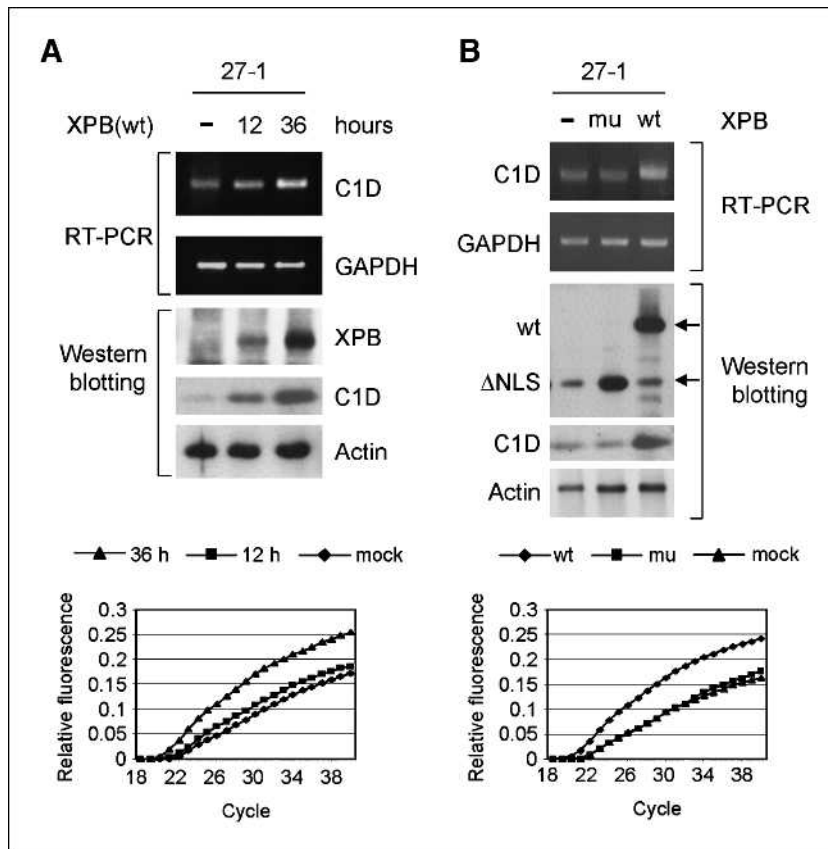 A
27-1
XPB(wt) – 12 36 hours
RT-PCR
C1D
GAPDH
Western
blotting
XPB
C1D
Actin
36 h 12 h mock
Relative fluorescence
0.3
0.25
0.2
0.15
0.1
0.05
0
18 22 26 30 34 38
Cycle
B
27-1
– mu wt XPB
C1D
GAPDH
RT-PCR
wt
ΔNLS
C1D
Actin
Western
blotting
wt mu mock
Relative fluorescence
0.3
0.25
0.2
0.15
0.1
0.05
0
18 22 26 30 34 38
Cycle